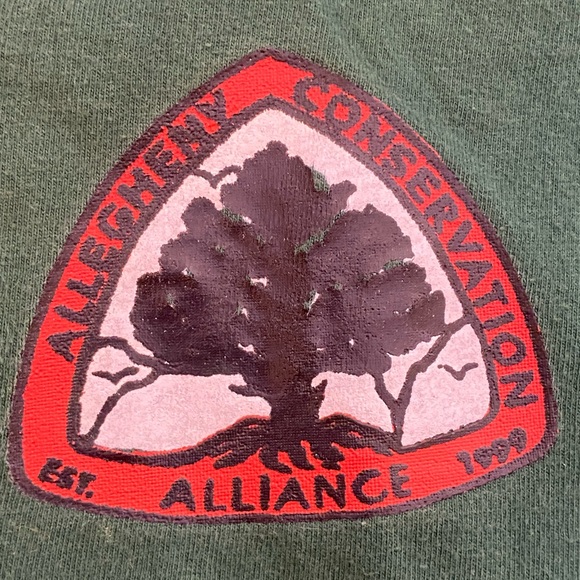 ALLEGHENY
CONSERVATION
ALLIANCE
EST.
1999